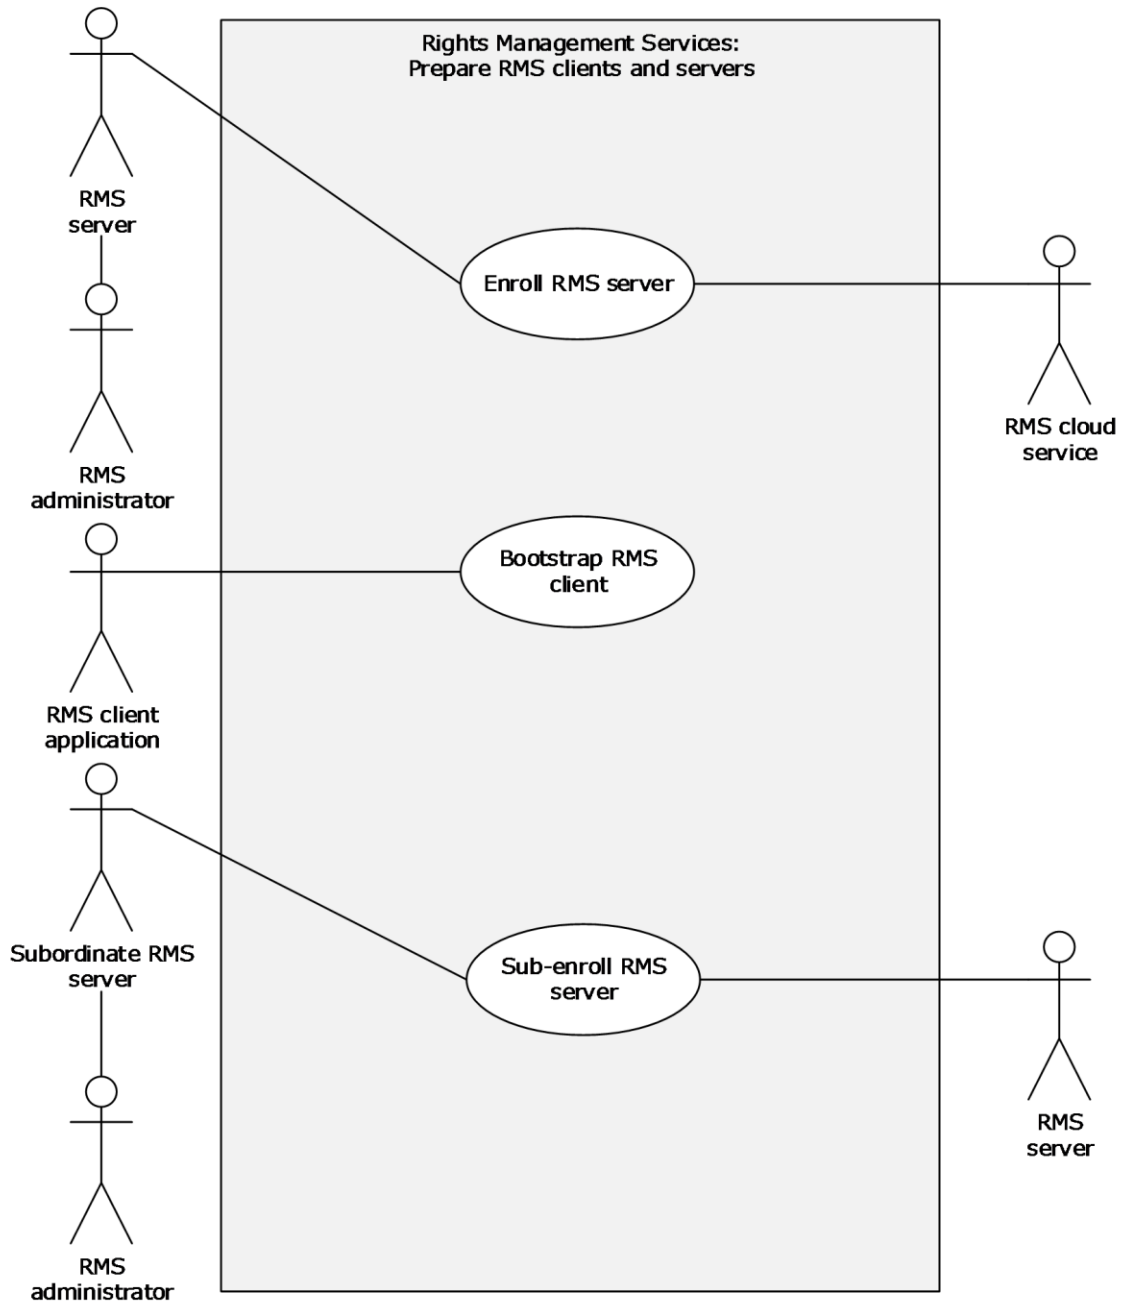 Rights Management Services:
Prepare RMS clients and servers
RMS
server
Enroll RMS server
RMS cloud
service
RMS
administrator
Bootstrap RMS
client
RMS client
application
Subordinate RMS
server
Sub-enroll RMS
server
RMS
server
RMS
administrator